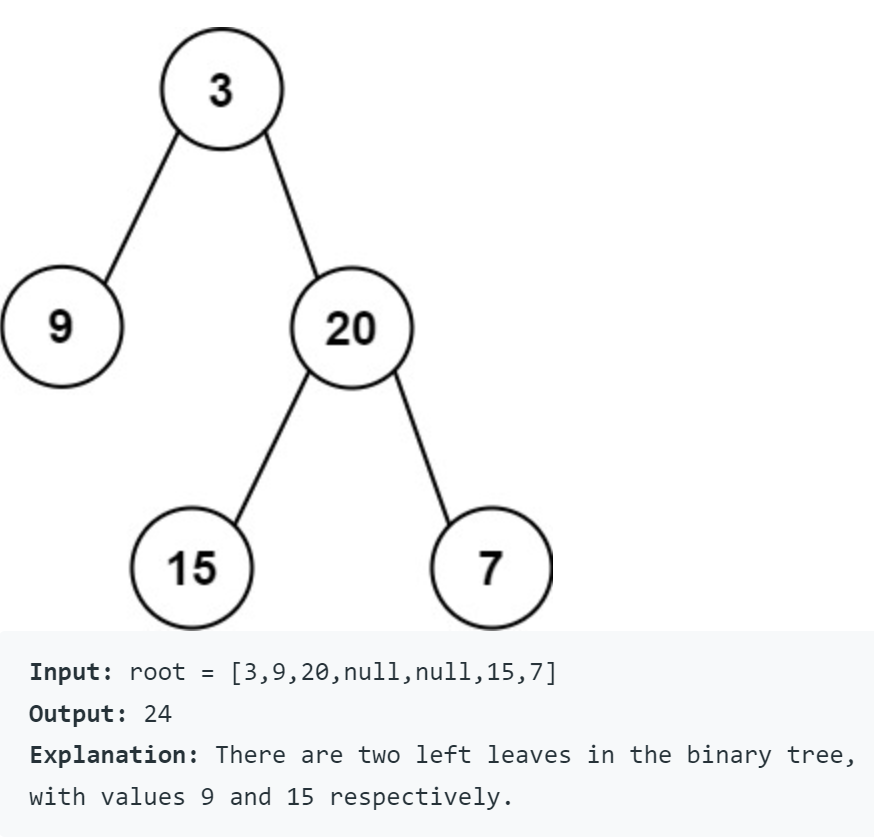 3
9
20
15
7
Input: root = [3,9,20,null,null,15,7]
Output: 24
Explanation: There are two left leaves in the binary tree,
with values 9 and 15 respectively.